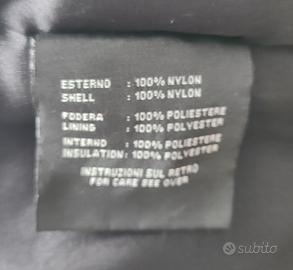 ESTERNO : 100% NYLON
SHELL : 100% NYLON
FODERA : 100% POLIESTERE
LINING : 100% POLYESTER
INTERNO : 100% POLIESTERE
INSULATION: 100% POLYESTER
INSTRUZIONI SUL RETRO
FOR CARE SEE OVER
subito